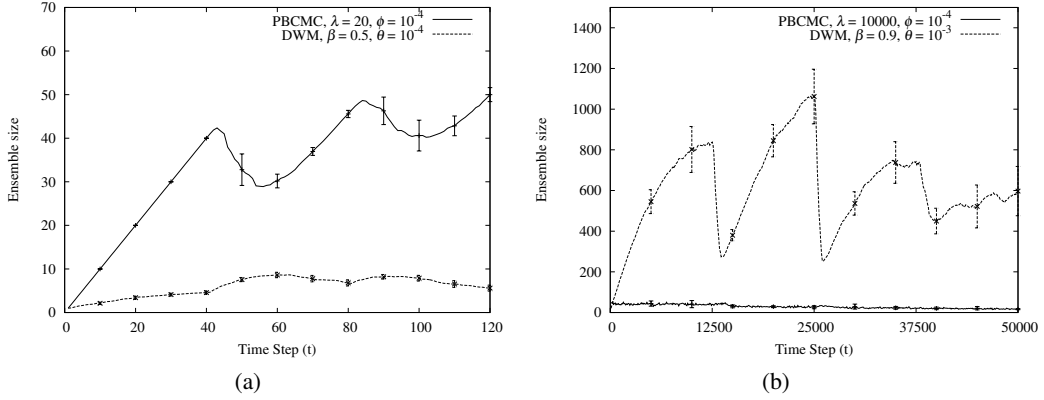 PBCMC, λ = 20, ϕ = 10⁻⁴
DWM, β = 0.5, θ = 10⁻⁴
Ensemble size
70
60
50
40
30
20
10
0
0 20 40 60 80 100 120
Time Step (t)
(a)
PBCMC, λ = 10000, ϕ = 10⁻⁴
DWM, β = 0.9, θ = 10⁻³
Ensemble size
1400
1200
1000
800
600
400
200
0
0 12500 25000 37500 50000
Time Step (t)
(b)